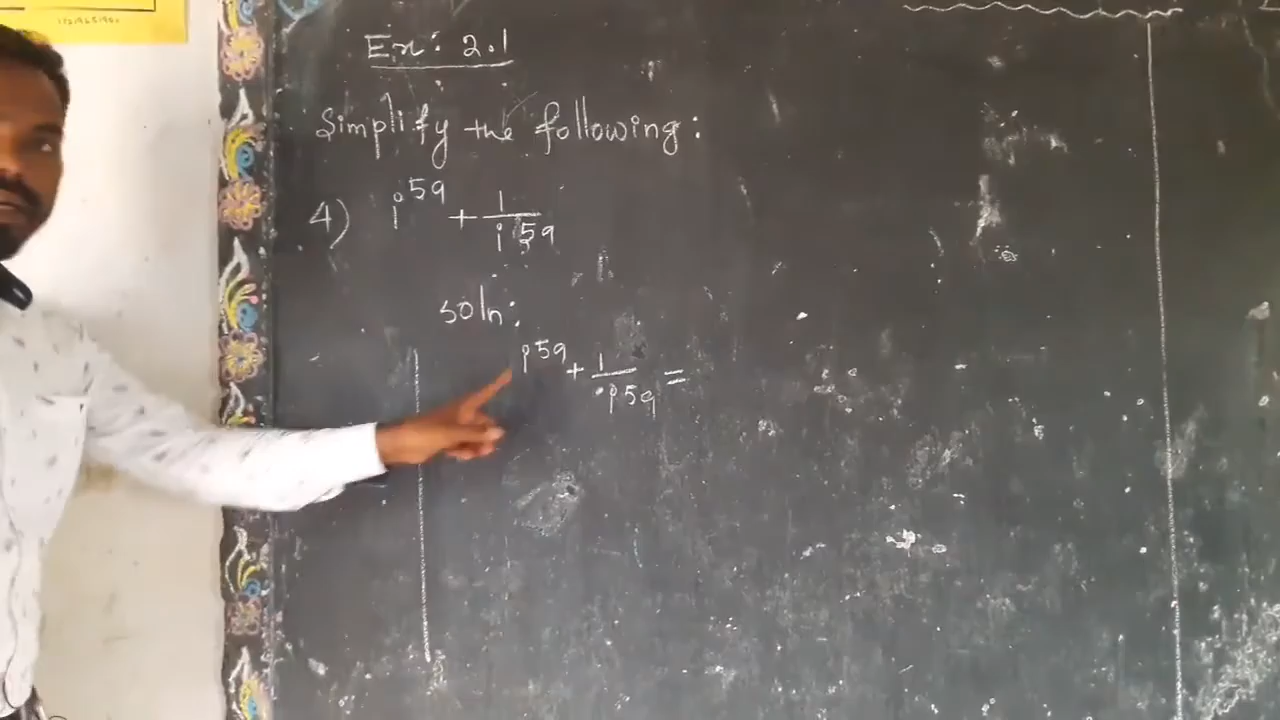 Ex: 2.1
Simplify the following:
4) i^59 + 1/i^59
soln:
i^59 + 1/i^59 =